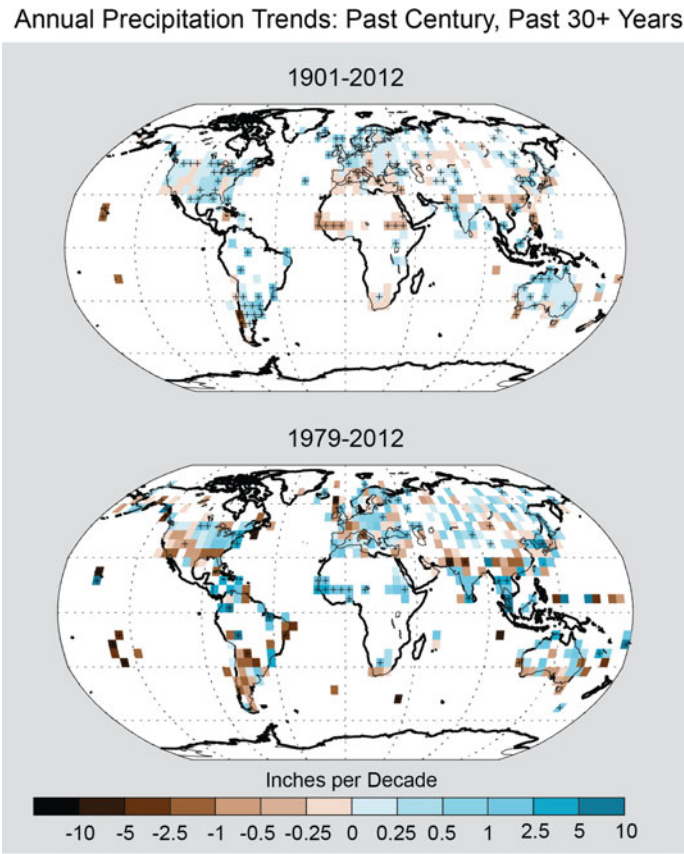 Annual Precipitation Trends: Past Century, Past 30+ Years
1901-2012
1979-2012
Inches per Decade
-10 -5 -2.5 -1 -0.5 -0.25 0 0.25 0.5 1 2.5 5 10